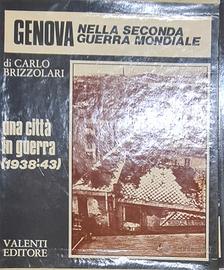 GENOVA NELLA SECONDA
GUERRA MONDIALE
di CARLO
BRIZZOLARI
una città
in guerra
(1938-43)
VALENTI
EDITORE